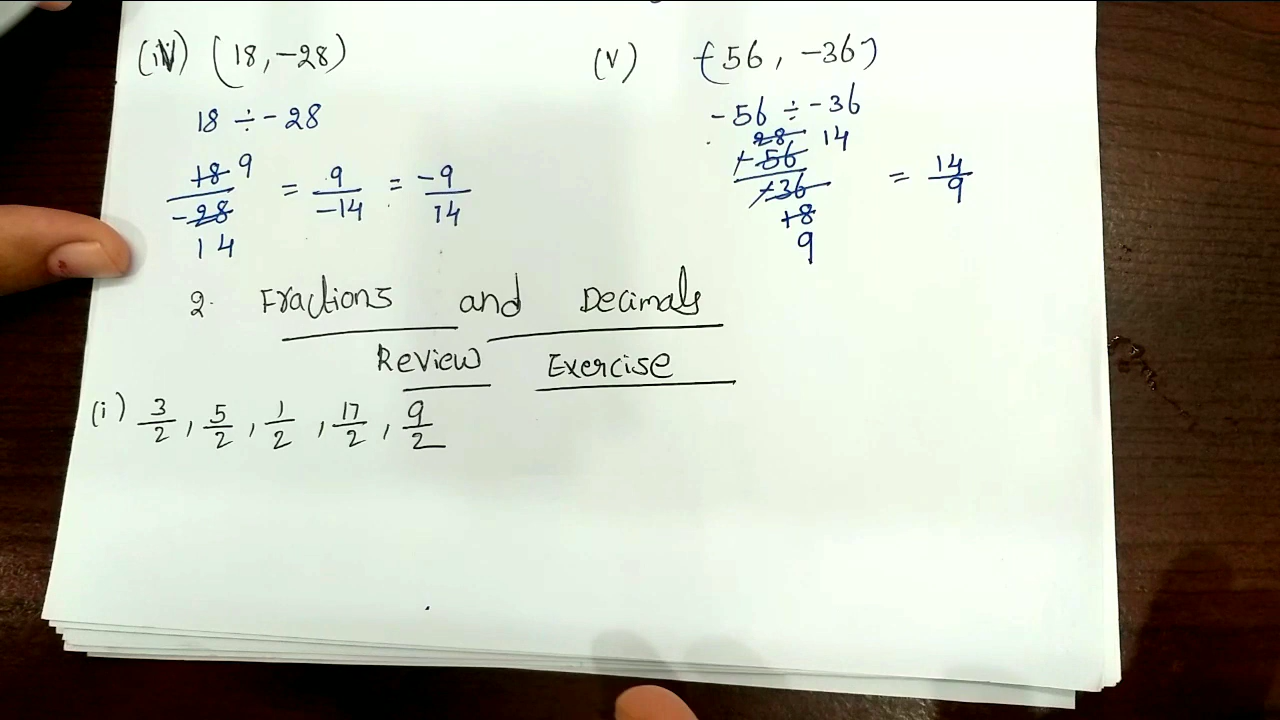 (iv) (18, -28)
18 ÷ - 28
18 9
-28
14
= 9/-14 = -9/14
(v) (-56, -36)
-56 ÷ -36
28 14
-56
-36
18
9
= 14/9
2. Fractions and Decimals
Review Exercise
(i) 3/2, 5/2, 1/2, 17/2, 9/2